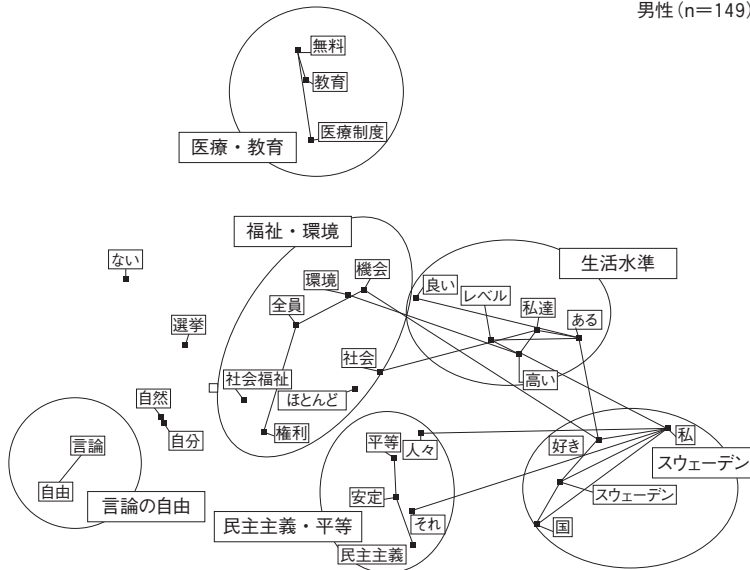 男性(n=149)
無料
教育
医療制度
医療・教育
福祉・環境
生活水準
ない
環境
機会
良い
レベル
私達
ある
全員
選挙
社会
高い
社会福祉
ほとんど
自然
自分
権利
言論
自由
言論の自由
平等
人々
好き
私
スウェーデン
安定
スウェーデン
それ
国
民主主義・平等
民主主義